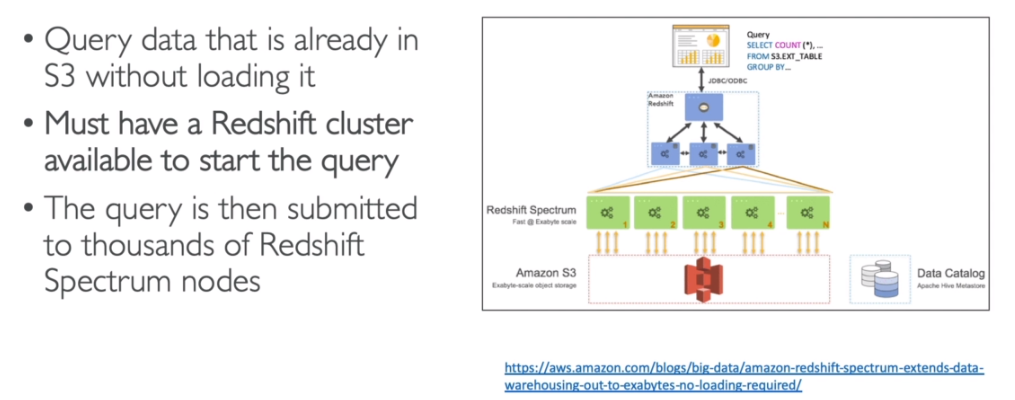 • Query data that is already in
S3 without loading it
• Must have a Redshift cluster
available to start the query
• The query is then submitted
to thousands of Redshift
Spectrum nodes
Query
SELECT COUNT (*), ...
FROM S3.EXT_TABLE
GROUP BY...
JDBC/ODBC
Amazon
Redshift
Redshift Spectrum
Fast @ Exabyte scale
1
2
3
4
...
N
Amazon S3
Exabyte-scale object storage
Data Catalog
Apache Hive Metastore
https://aws.amazon.com/blogs/big-data/amazon-redshift-spectrum-extends-data-
warehousing-out-to-exabytes-no-loading-required/